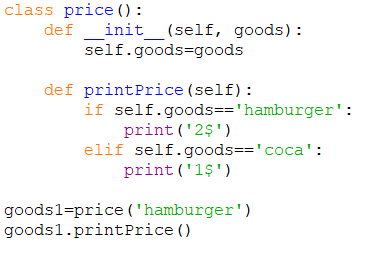 class price():
    def __init__(self, goods):
        self.goods=goods
    def printPrice(self):
        if self.goods=='hamburger':
            print('2$')
        elif self.goods=='coca':
            print('1$')
goods1=price('hamburger')
goods1.printPrice()